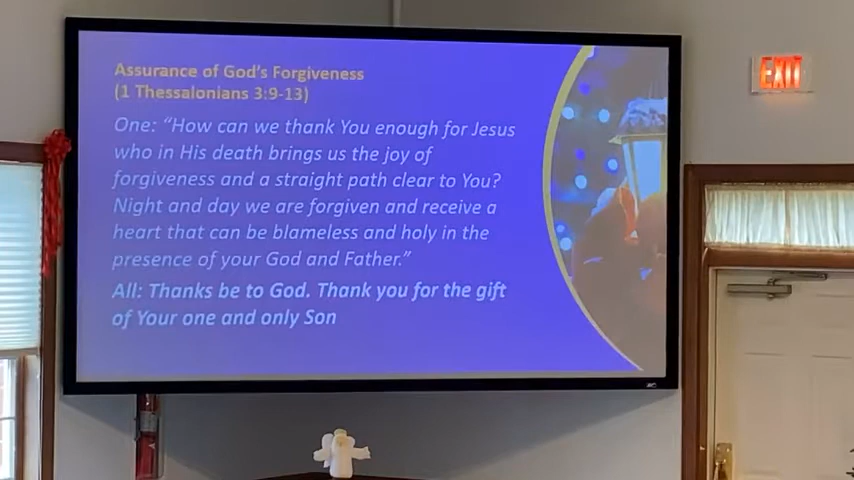 Assurance of God's Forgiveness
(1 Thessalonians 3:9-13)
One: "How can we thank You enough for Jesus
who in His death brings us the joy of
forgiveness and a straight path clear to You?
Night and day we are forgiven and receive a
heart that can be blameless and holy in the
presence of your God and Father."
All: Thanks be to God. Thank you for the gift
of Your one and only Son
EXIT